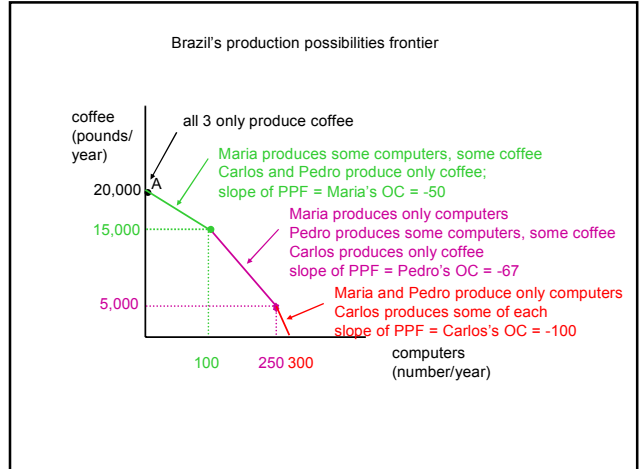 Brazil's production possibilities frontier
coffee
(pounds/
year)
all 3 only produce coffee
A
Maria produces some computers, some coffee
Carlos and Pedro produce only coffee;
slope of PPF = Maria's OC = -50
20,000
Maria produces only computers
Pedro produces some computers, some coffee
Carlos produces only coffee
slope of PPF = Pedro's OC = -67
15,000
Maria and Pedro produce only computers
Carlos produces some of each
slope of PPF = Carlos's OC = -100
5,000
100
250
300
computers
(number/year)